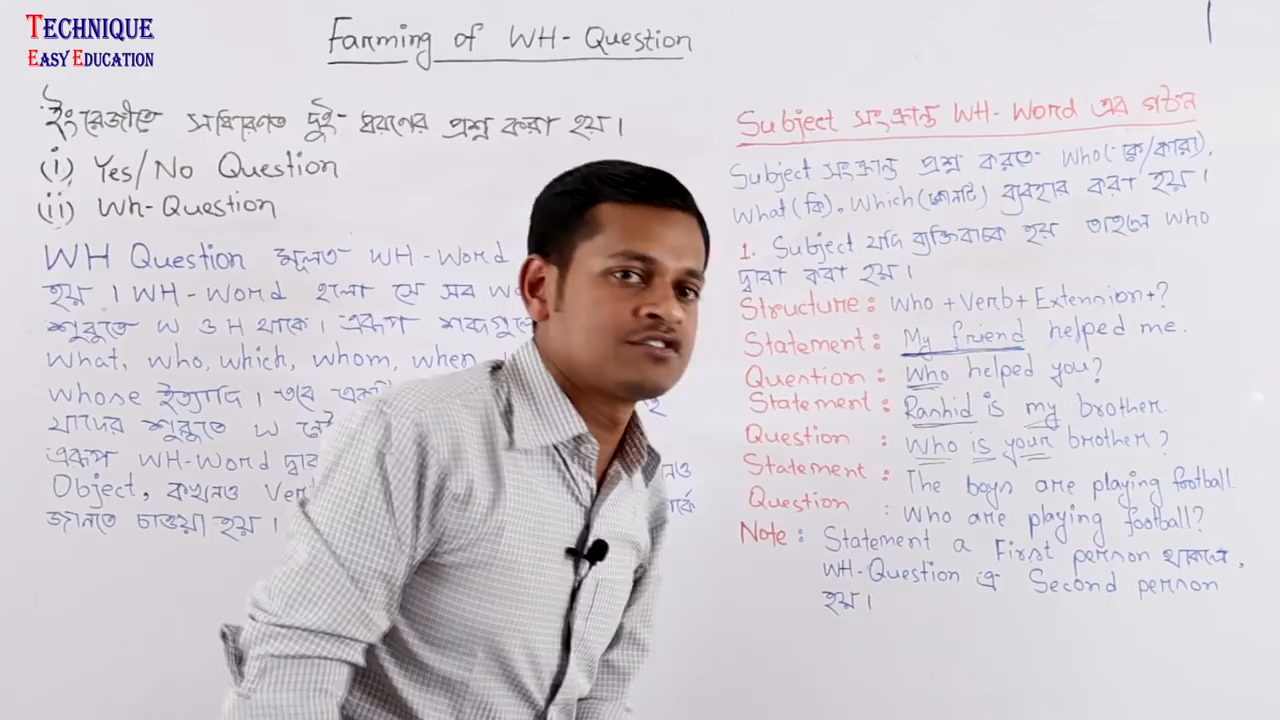 TECHNIQUE
EASY EDUCATION
Farming of WH-Question
ইংরেজীতে সাধারণত দুই ধরণের প্রশ্ন করা হয়।
(i) Yes/No Question
(ii) Wh-Question
WH Question মূলত WH-Word
হয়। WH-Word হলো সে সব
শুরুতে W ও H থাকে। এরূপ
What, who, which, whom, when
whose ইত্যাদি। তবে
যাদের শুরুতে W নেই
এরূপ WH-Word দ্বারা
Object, কখনও
জানতে চাওয়া হয়।
Subject সংক্রান্ত WH-Word এর গঠন
Subject সংক্রান্ত প্রশ্ন করতে Who(কে/কারা),
What(কি), Which(কোনটি) ব্যবহার করা হয়।
1. Subject যদি ব্যক্তিবাচক হয় তাহলে Who
দ্বারা করা হয়।
Structure: Who + Verb + Extension + ?
Statement: My friend helped me.
Question: Who helped you?
Statement: Rashid is my brother.
Question : Who is your brother?
Statement : The boys are playing football.
Question : Who are playing football?
Note: Statement a First person থাকলে,
WH-Question এ Second person
হয়।